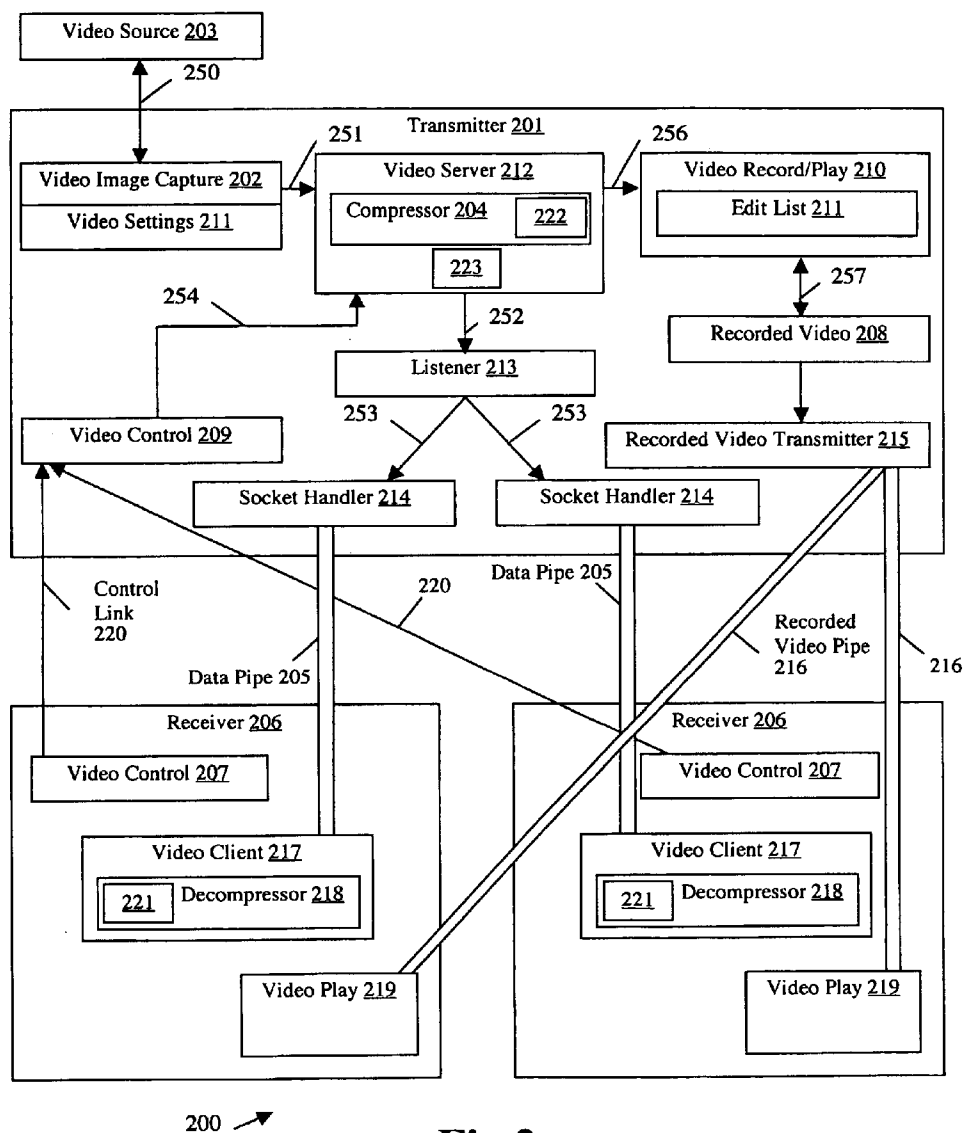 Video Source 203
250
Transmitter 201
251
256
Video Image Capture 202
Video Settings 211
Video Server 212
Compressor 204
222
223
Video Record/Play 210
Edit List 211
254
252
257
Listener 213
Recorded Video 208
253
253
Video Control 209
Recorded Video Transmitter 215
Socket Handler 214
Socket Handler 214
Control
Link
220
220
Data Pipe 205
Data Pipe 205
Recorded
Video Pipe
216
216
Receiver 206
Video Control 207
Video Client 217
221
Decompressor 218
Video Play 219
Receiver 206
Video Control 207
Video Client 217
221
Decompressor 218
Video Play 219
200